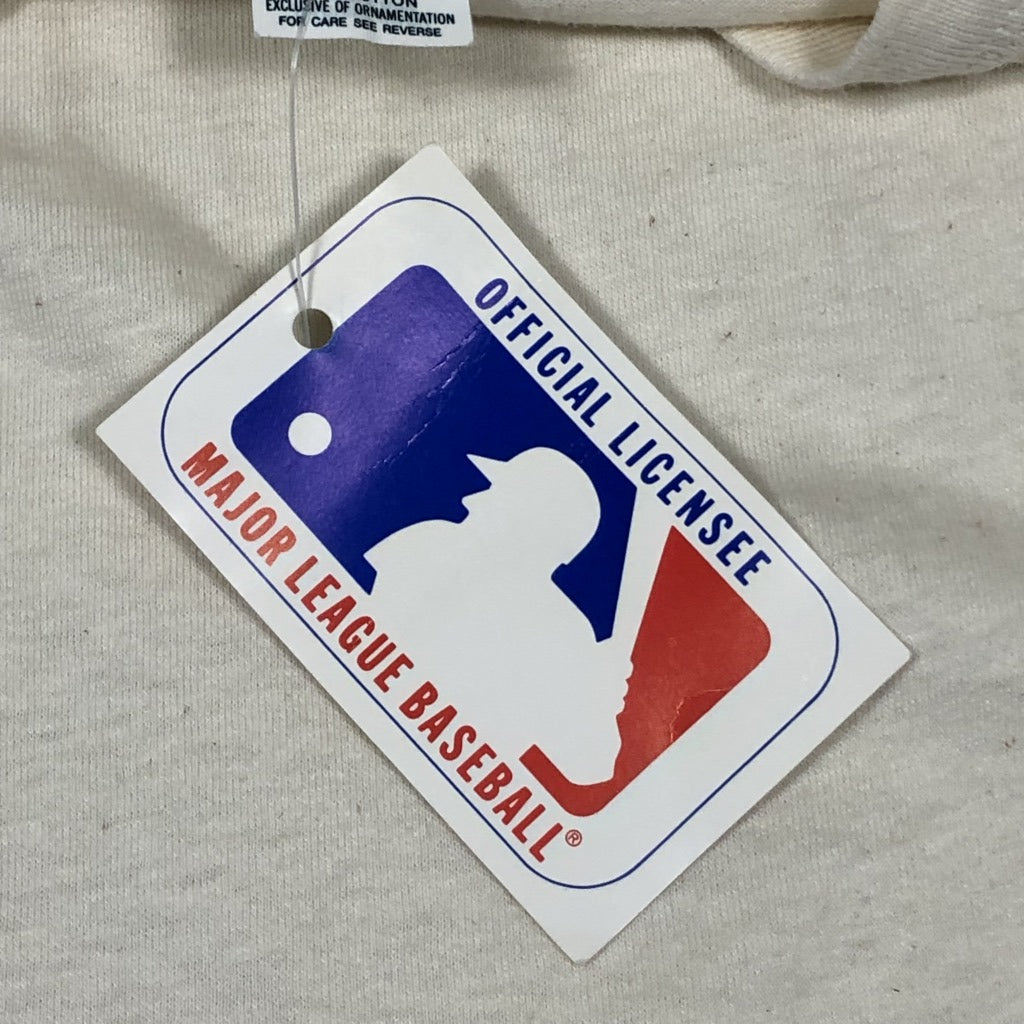 EXCLUSIVE OF ORNAMENTATION
FOR CARE SEE REVERSE
OFFICIAL LICENSEE
MAJOR LEAGUE BASEBALL®